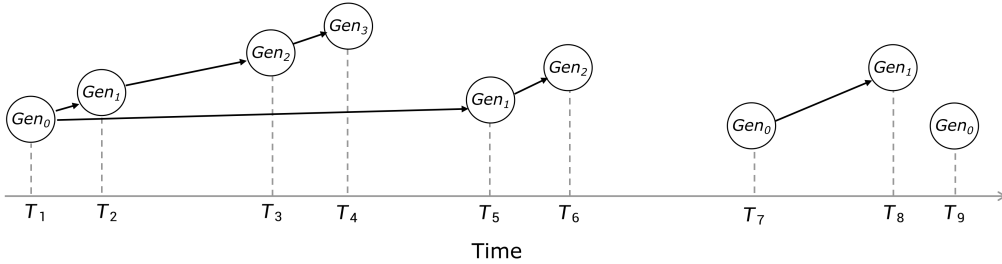 Gen₃
Gen₂
Gen₂
Gen₁
Gen₁
Gen₁
Gen₀
Gen₀
Gen₀
T₁ T₂ T₃ T₄ T₅ T₆ T₇ T₈ T₉
Time